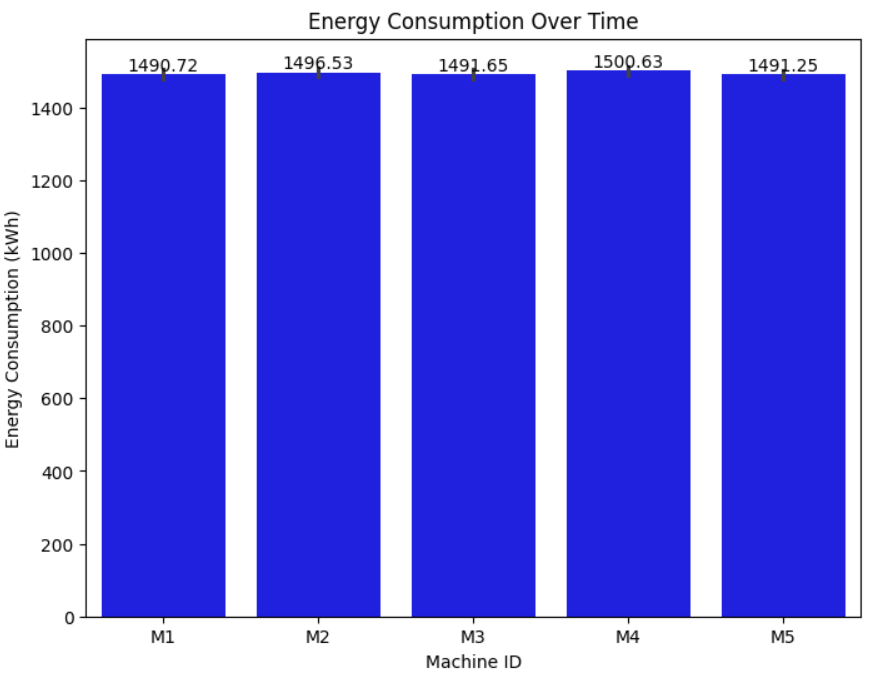 Energy Consumption Over Time
1490.72 1496.53 1491.65 1500.63 1491.25
1400
1200
1000
800
600
400
200
0
Energy Consumption (kWh)
M1 M2 M3 M4 M5
Machine ID